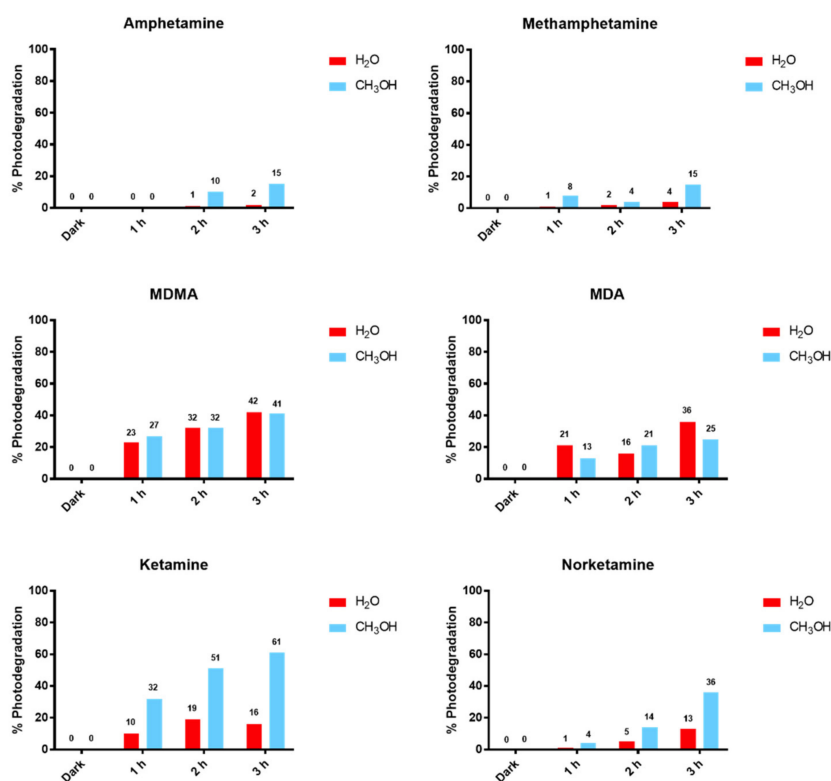 Amphetamine
% Photodegradation
100
80
60
40
20
0
0 0
0 0
1 10
2 15
Dark 1 h 2 h 3 h
H₂O
CH₃OH
Methamphetamine
% Photodegradation
100
80
60
40
20
0
0 0
1 8
2 4
4 15
Dark 1 h 2 h 3 h
H₂O
CH₃OH
MDMA
% Photodegradation
100
80
60
40
20
0
0 0
23 27
32 32
42 41
Dark 1 h 2 h 3 h
H₂O
CH₃OH
MDA
% Photodegradation
100
80
60
40
20
0
0 0
21 13
16 21
36 25
Dark 1 h 2 h 3 h
H₂O
CH₃OH
Ketamine
% Photodegradation
100
80
60
40
20
0
0 0
10 32
19 51
16 61
Dark 1 h 2 h 3 h
H₂O
CH₃OH
Norketamine
% Photodegradation
100
80
60
40
20
0
0 0
1 4
5 14
13 36
Dark 1 h 2 h 3 h
H₂O
CH₃OH